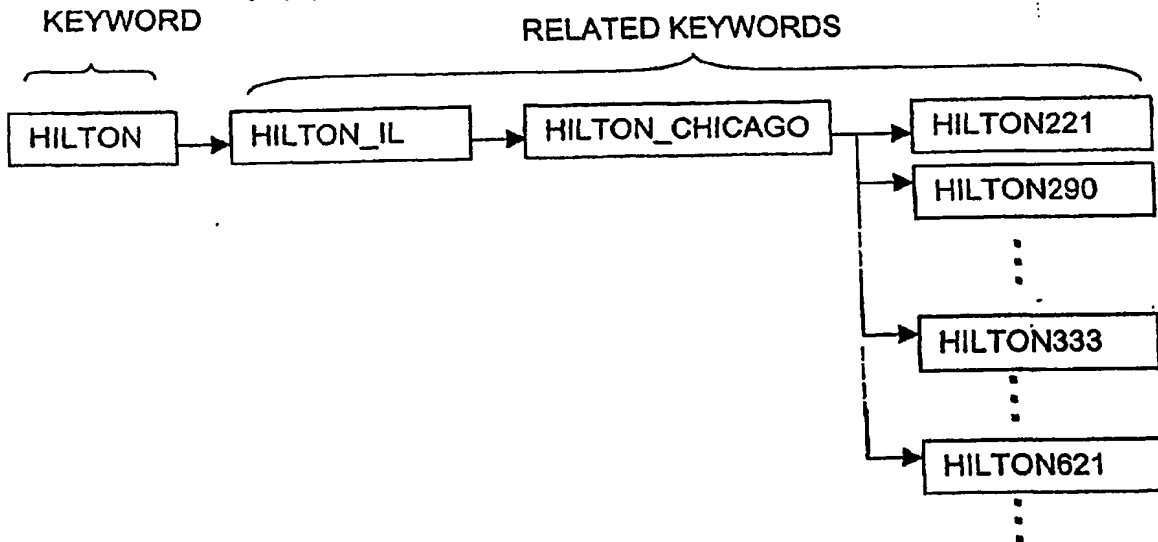 KEYWORD
RELATED KEYWORDS
HILTON
HILTON_IL
HILTON_CHICAGO
HILTON221
HILTON290
HILTON333
HILTON621